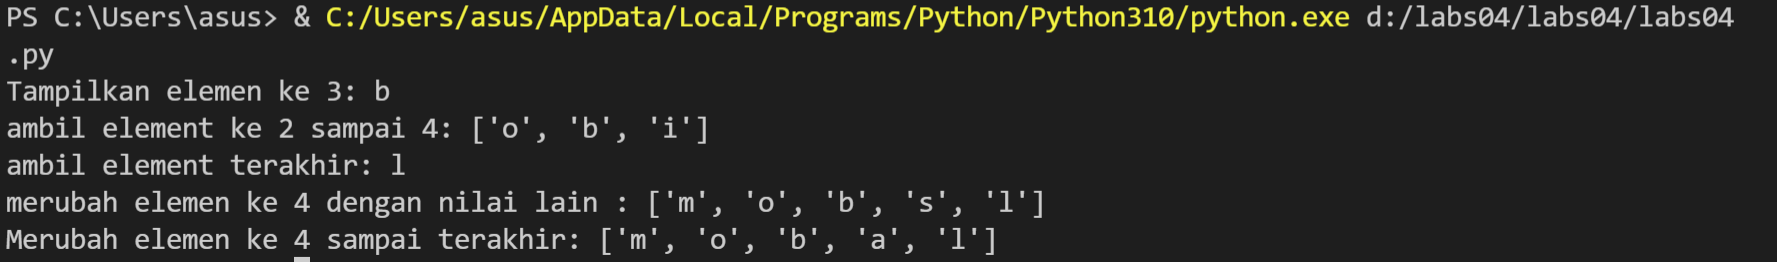 PS C:\Users\asus> & C:/Users/asus/AppData/Local/Programs/Python/Python310/python.exe d:/labs04/labs04/labs04
.py
Tampilkan elemen ke 3: b
ambil element ke 2 sampai 4: ['o', 'b', 'i']
ambil element terakhir: l
merubah elemen ke 4 dengan nilai lain : ['m', 'o', 'b', 's', 'l']
Merubah elemen ke 4 sampai terakhir: ['m', 'o', 'b', 'a', 'l']